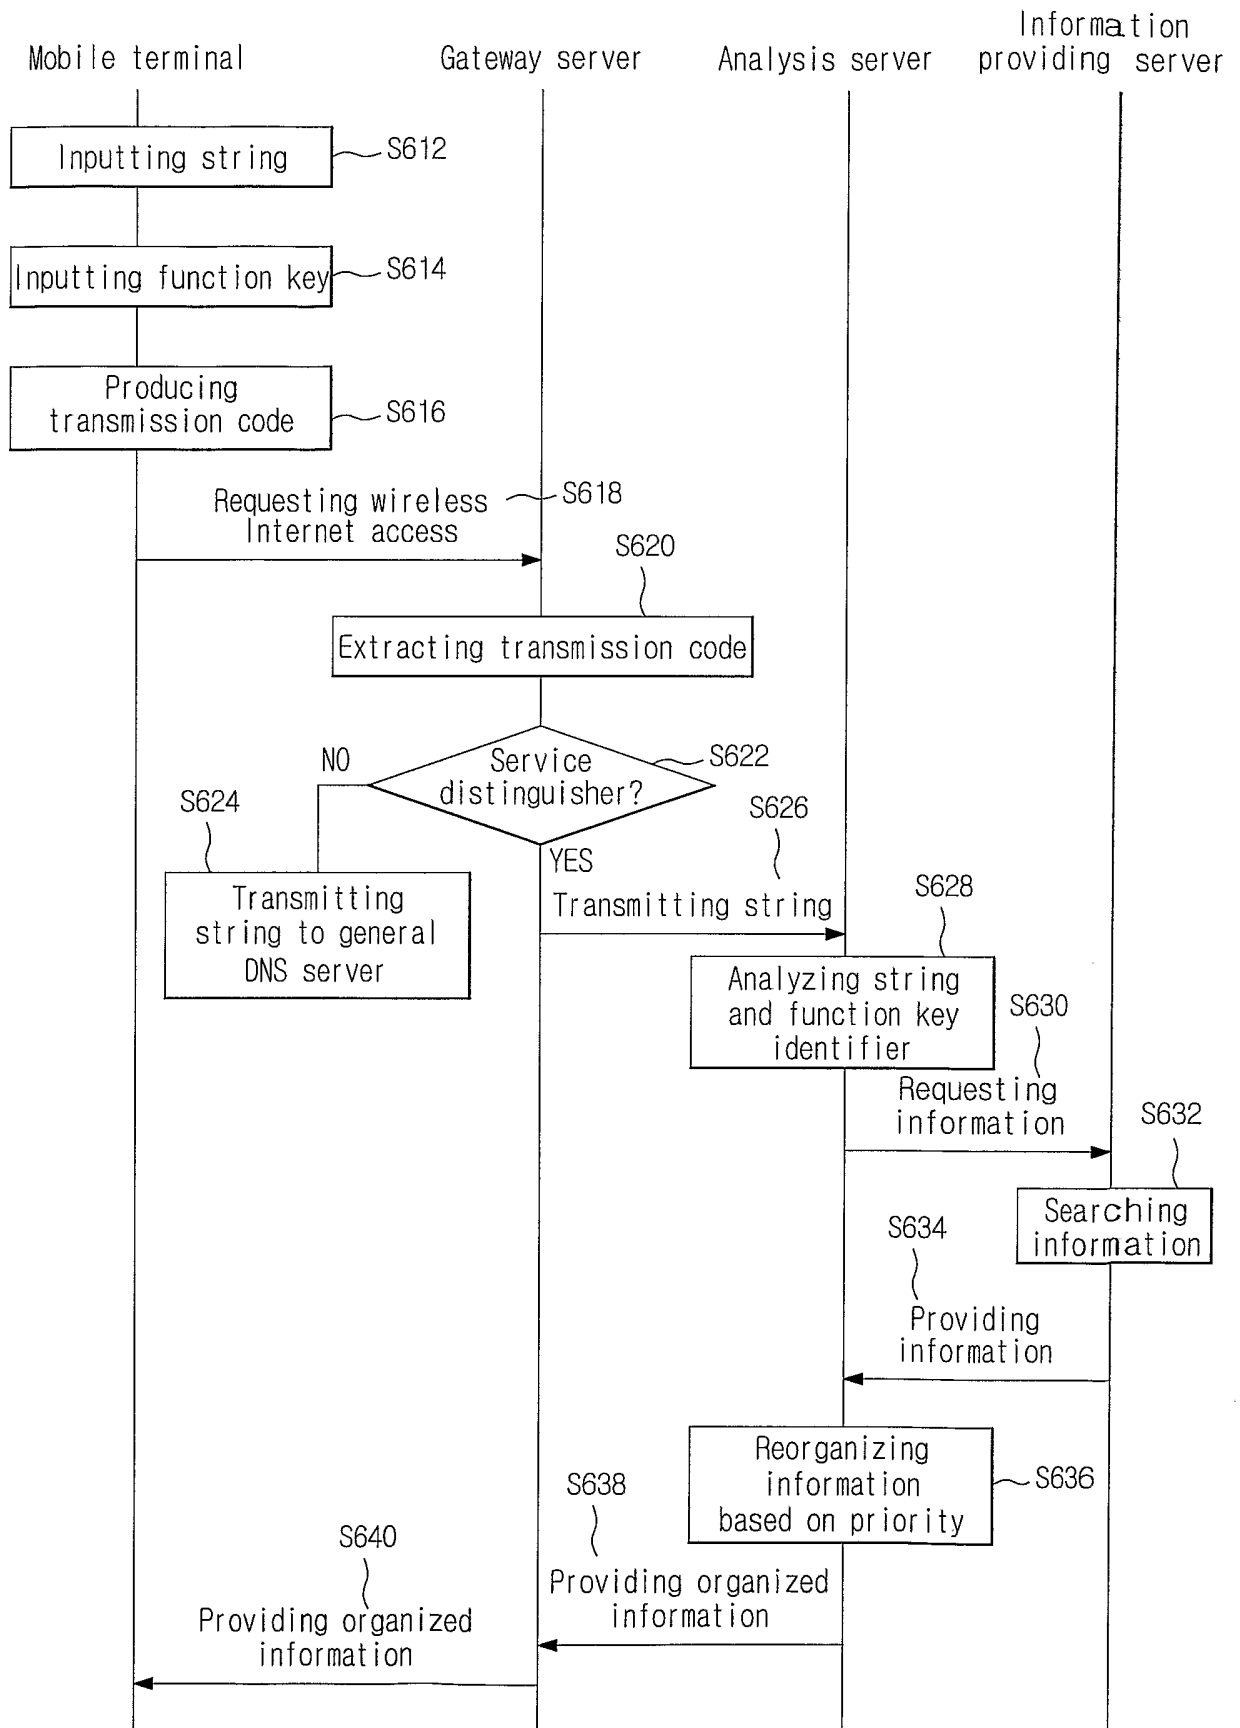 Mobile terminal
Gateway server
Analysis server
Information
providing server
Inputting string
S612
Inputting function key
S614
Producing
transmission code
S616
Requesting wireless
Internet access
S618
S620
Extracting transmission code
Service
distinguisher?
S622
NO
YES
S624
Transmitting
string to general
DNS server
S626
Transmitting string
S628
Analyzing string
and function key
identifier
S630
Requesting
information
S632
Searching
information
S634
Providing
information
Reorganizing
information
based on priority
S636
S638
Providing organized
information
S640
Providing organized
information